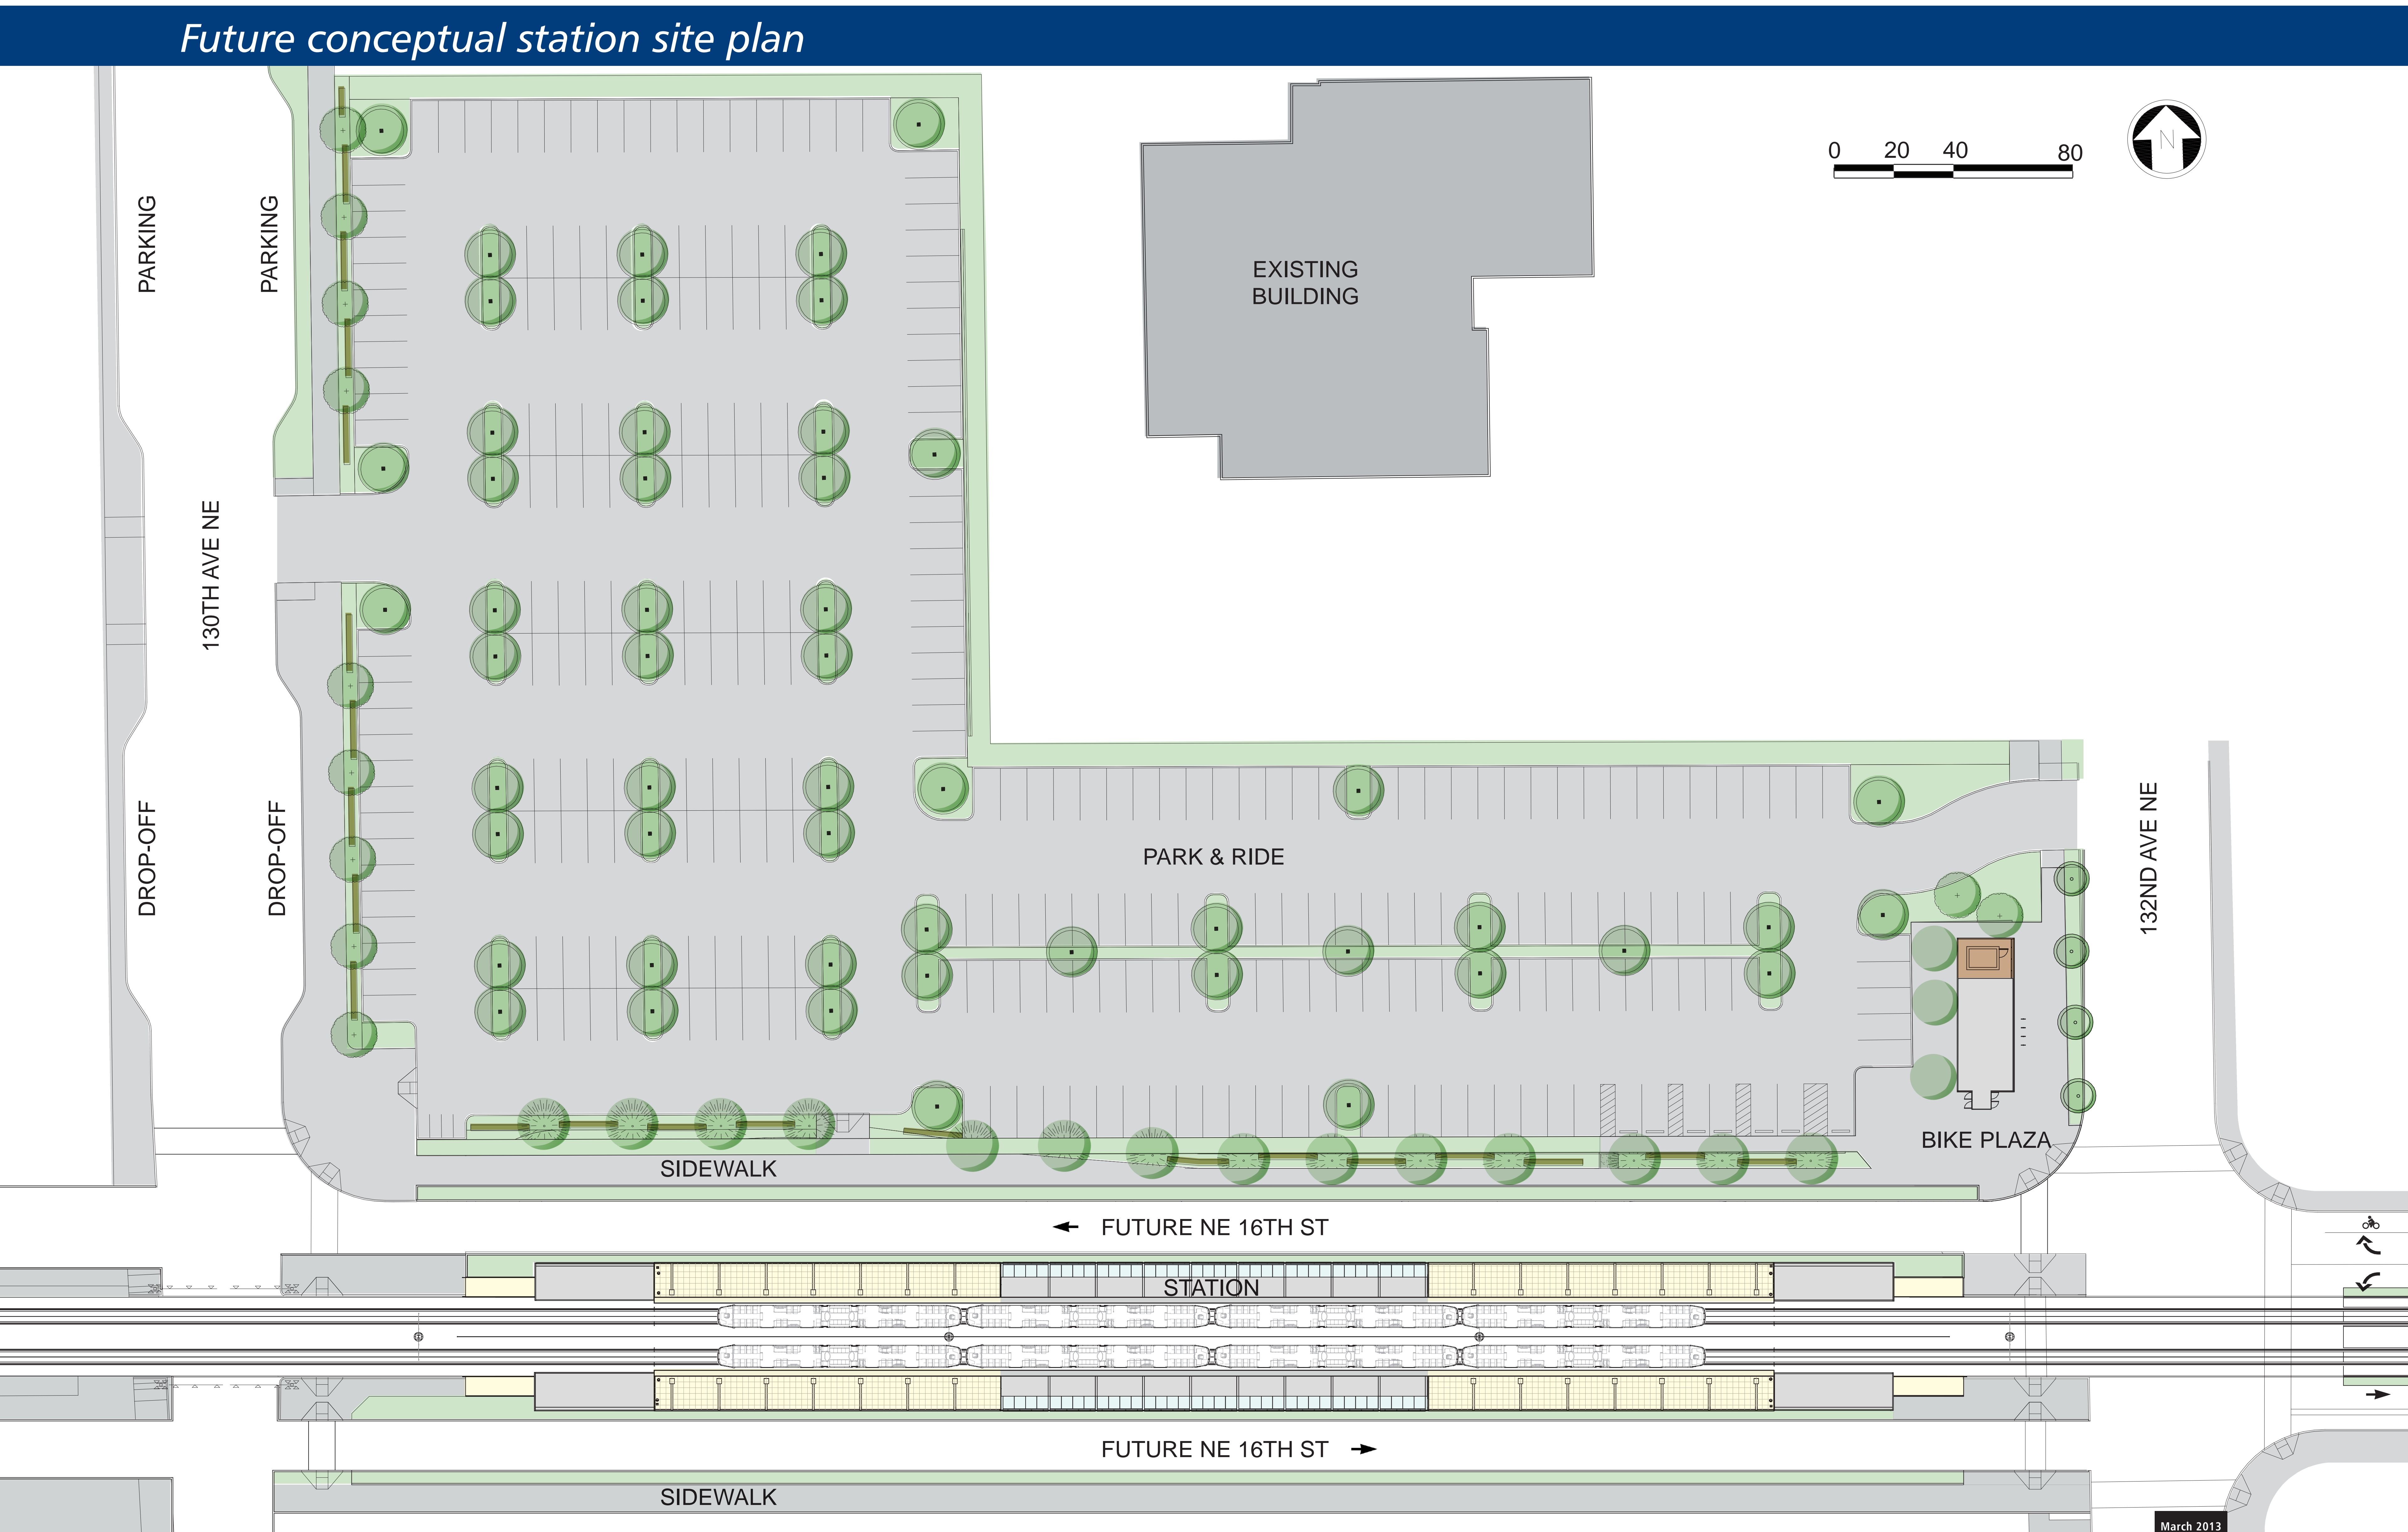 Future conceptual station site plan
0 20 40 80
N
PARKING
PARKING
EXISTING
BUILDING
130TH AVE NE
DROP-OFF
DROP-OFF
PARK & RIDE
132ND AVE NE
BIKE PLAZA
SIDEWALK
FUTURE NE 16TH ST
STATION
FUTURE NE 16TH ST
SIDEWALK
March 2013